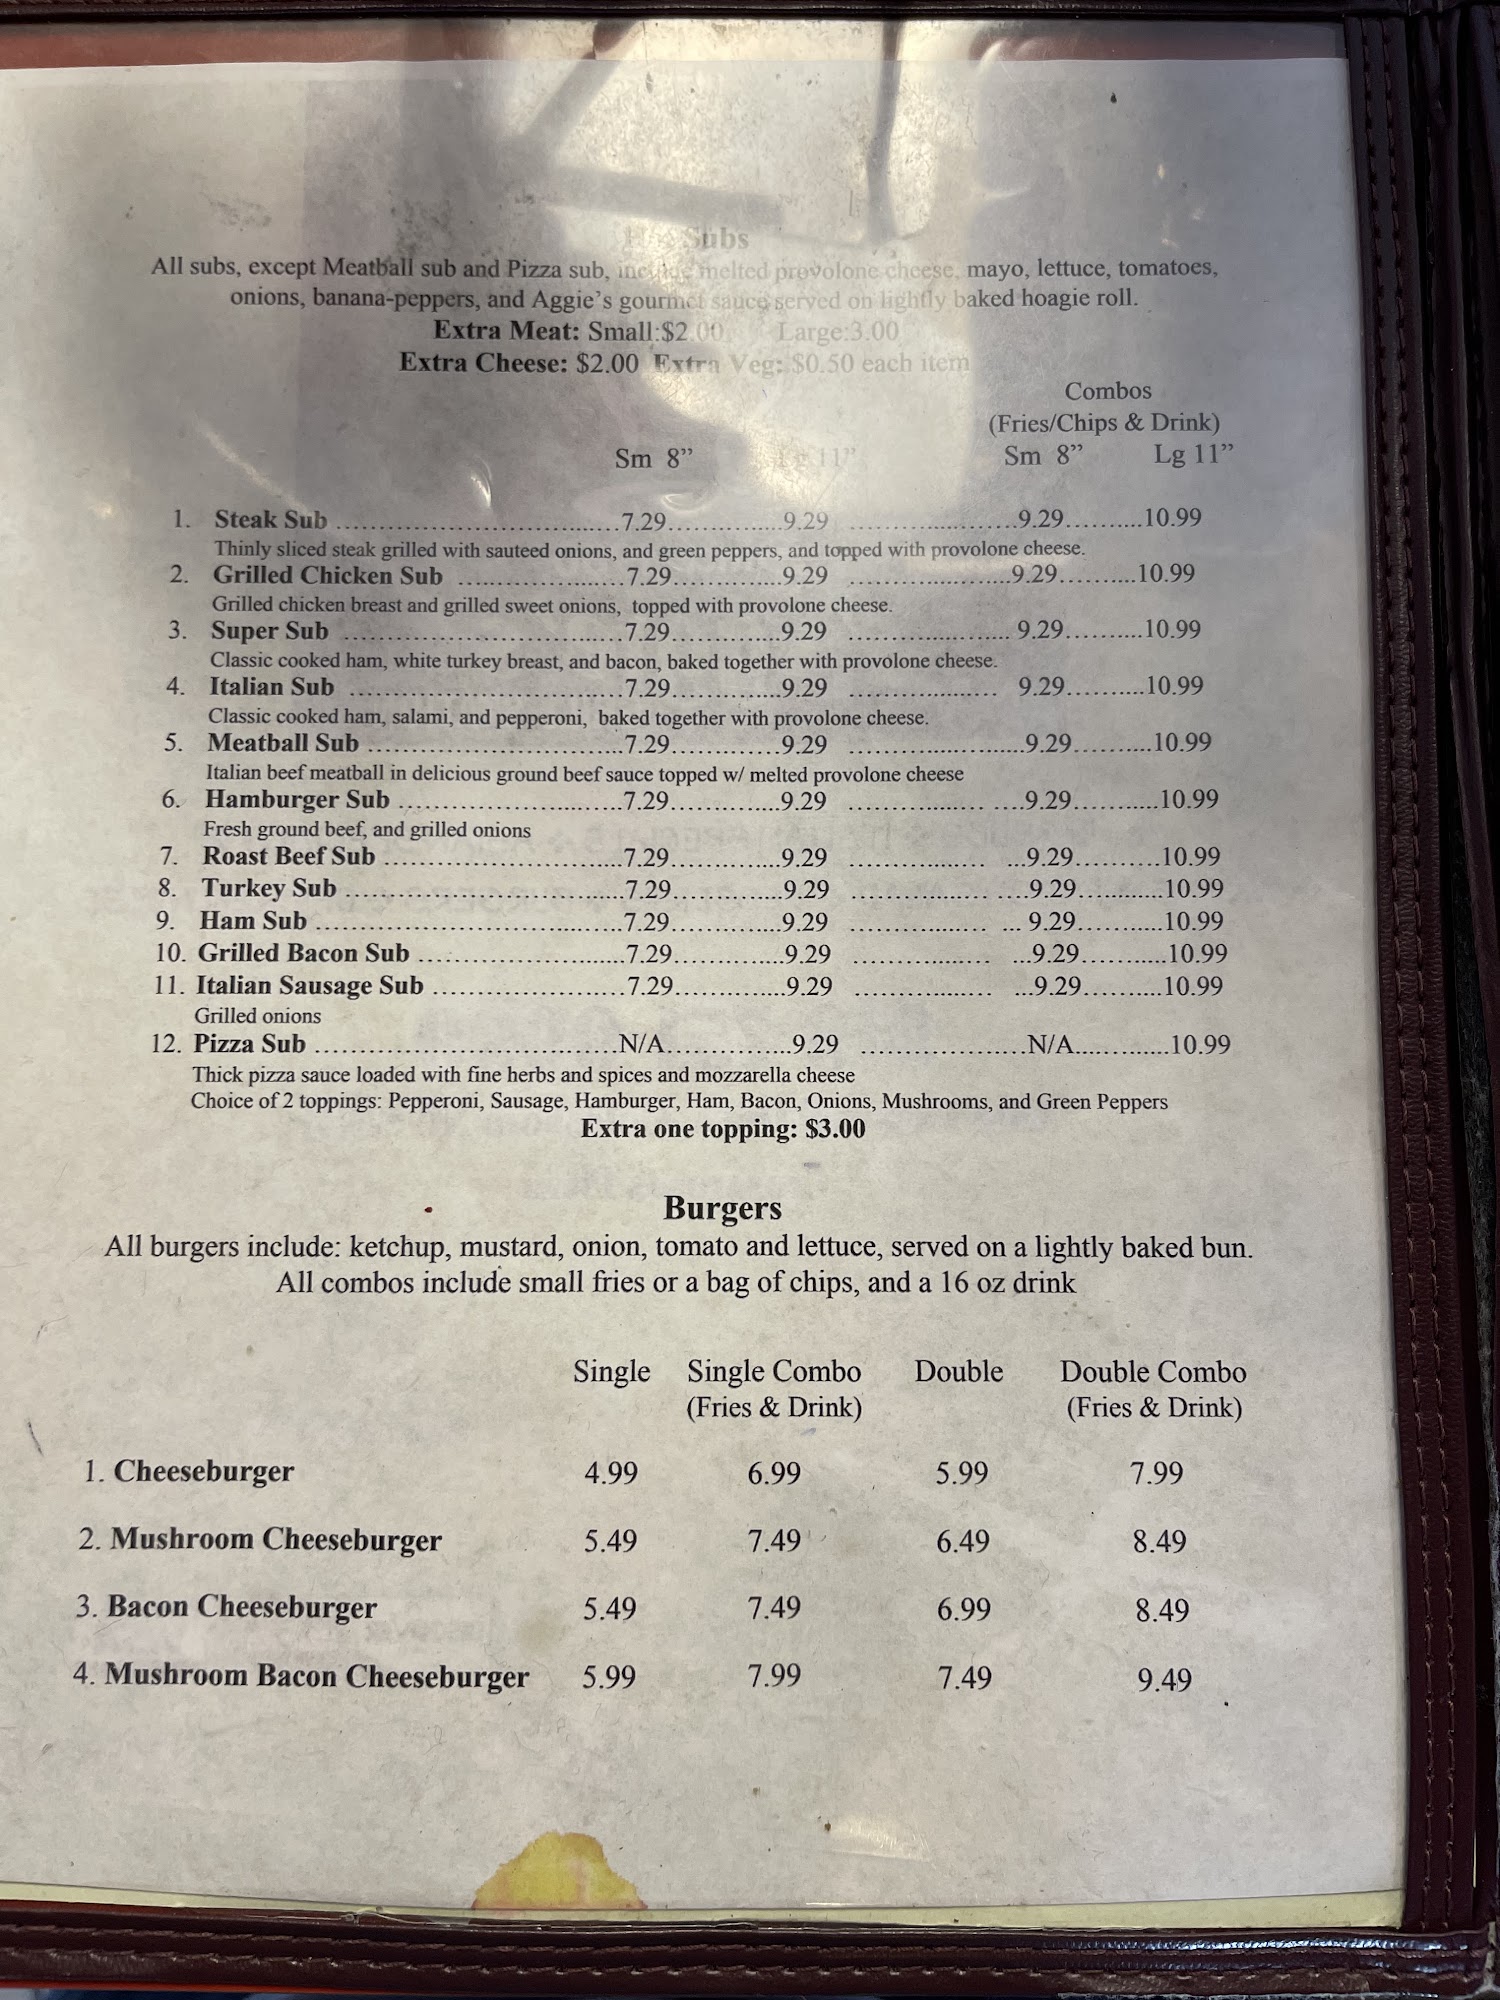 Hot Subs
All subs, except Meatball sub and Pizza sub, include melted provolone cheese, mayo, lettuce, tomatoes,
onions, banana-peppers, and Aggie's gourmet sauce served on lightly baked hoagie roll.
Extra Meat: Small:$2.00 Large:3.00
Extra Cheese: $2.00 Extra Veg: $0.50 each item
Combos
(Fries/Chips & Drink)
Sm 8" Lg 11" Sm 8" Lg 11"
1. Steak Sub ................................7.29..............9.29 .....................9.29..........10.99
Thinly sliced steak grilled with sauteed onions, and green peppers, and topped with provolone cheese.
2. Grilled Chicken Sub ...................7.29..............9.29 .....................9.29..........10.99
Grilled chicken breast and grilled sweet onions, topped with provolone cheese.
3. Super Sub ................................7.29..............9.29 ..................... 9.29..........10.99
Classic cooked ham, white turkey breast, and bacon, baked together with provolone cheese.
4. Italian Sub ...............................7.29..............9.29 ................... 9.29..........10.99
Classic cooked ham, salami, and pepperoni, baked together with provolone cheese.
5. Meatball Sub .............................7.29..............9.29 ......................9.29..........10.99
Italian beef meatball in delicious ground beef sauce topped w/ melted provolone cheese
6. Hamburger Sub .........................7.29..............9.29 ................. ....9.29...........10.99
Fresh ground beef, and grilled onions
7. Roast Beef Sub ...........................7.29..............9.29 ................. ...9.29...........10.99
8. Turkey Sub ................................7.29..............9.29 ................. ....9.29............10.99
9. Ham Sub ...................................7.29..............9.29 ................. ... 9.29...........10.99
10. Grilled Bacon Sub ........................7.29..............9.29 ................. ...9.29............10.99
11. Italian Sausage Sub ......................7.29..............9.29 ................. ...9.29...........10.99
Grilled onions
12. Pizza Sub ...................................N/A...............9.29 .....................N/A.............10.99
Thick pizza sauce loaded with fine herbs and spices and mozzarella cheese
Choice of 2 toppings: Pepperoni, Sausage, Hamburger, Ham, Bacon, Onions, Mushrooms, and Green Peppers
Extra one topping: $3.00
Burgers
All burgers include: ketchup, mustard, onion, tomato and lettuce, served on a lightly baked bun.
All combos include small fries or a bag of chips, and a 16 oz drink
Single Single Combo Double Double Combo
(Fries & Drink) (Fries & Drink)
1. Cheeseburger 4.99 6.99 5.99 7.99
2. Mushroom Cheeseburger 5.49 7.49 6.49 8.49
3. Bacon Cheeseburger 5.49 7.49 6.99 8.49
4. Mushroom Bacon Cheeseburger 5.99 7.99 7.49 9.49